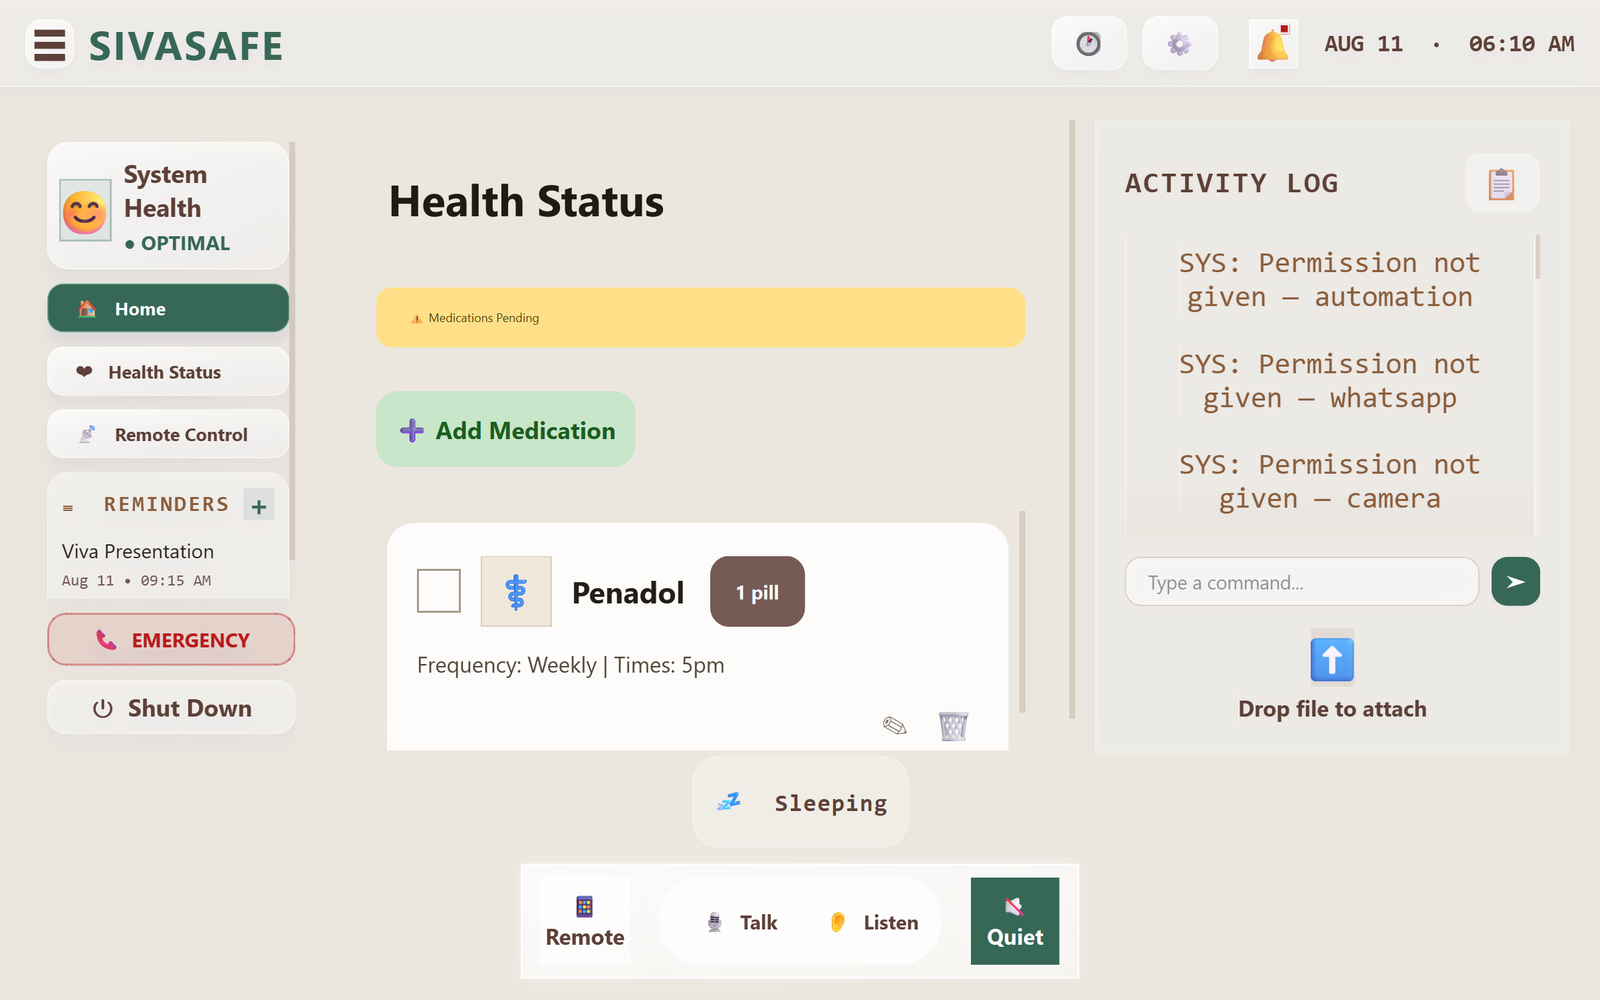 SIVASAFE
AUG 11 • 06:10 AM
System
Health
● OPTIMAL
Home
Health Status
Remote Control
REMINDERS +
Viva Presentation
Aug 11 • 09:15 AM
EMERGENCY
Shut Down
Health Status
Medications Pending
Add Medication
Penadol 1 pill
Frequency: Weekly | Times: 5pm
ACTIVITY LOG
SYS: Permission not
given — automation
SYS: Permission not
given — whatsapp
SYS: Permission not
given — camera
Type a command...
Drop file to attach
Sleeping
Remote
Talk
Listen
Quiet